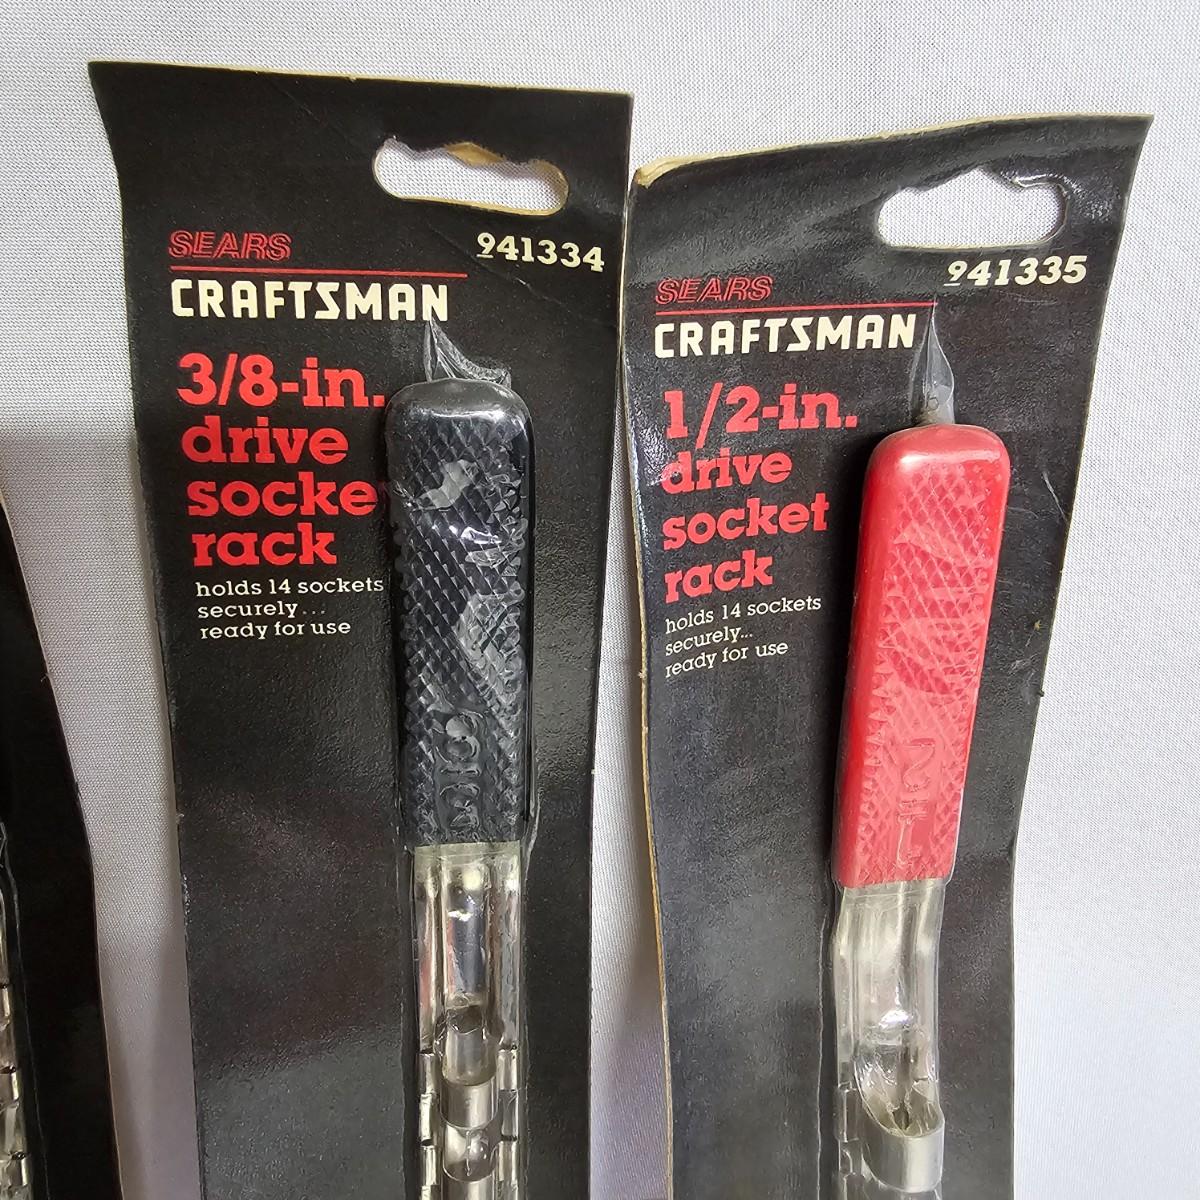 SEARS
941334
CRAFTSMAN
3/8-in.
drive
socke
rack
holds 14 sockets
securely...
ready for use
SEARS
941335
CRAFTSMAN
1/2-in.
drive
socket
rack
holds 14 sockets
securely...
ready for use